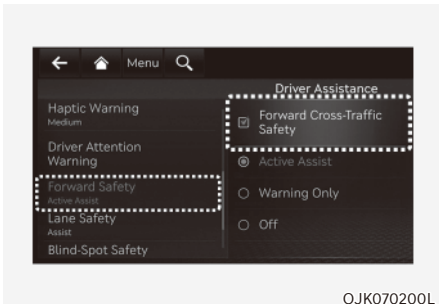 Menu
Driver Assistance
Haptic Warning
Medium
Driver Attention
Warning
Forward Safety
Active Assist
Lane Safety
Assist
Blind-Spot Safety
Forward Cross-Traffic
Safety
Active Assist
Warning Only
Off
OJK070200L